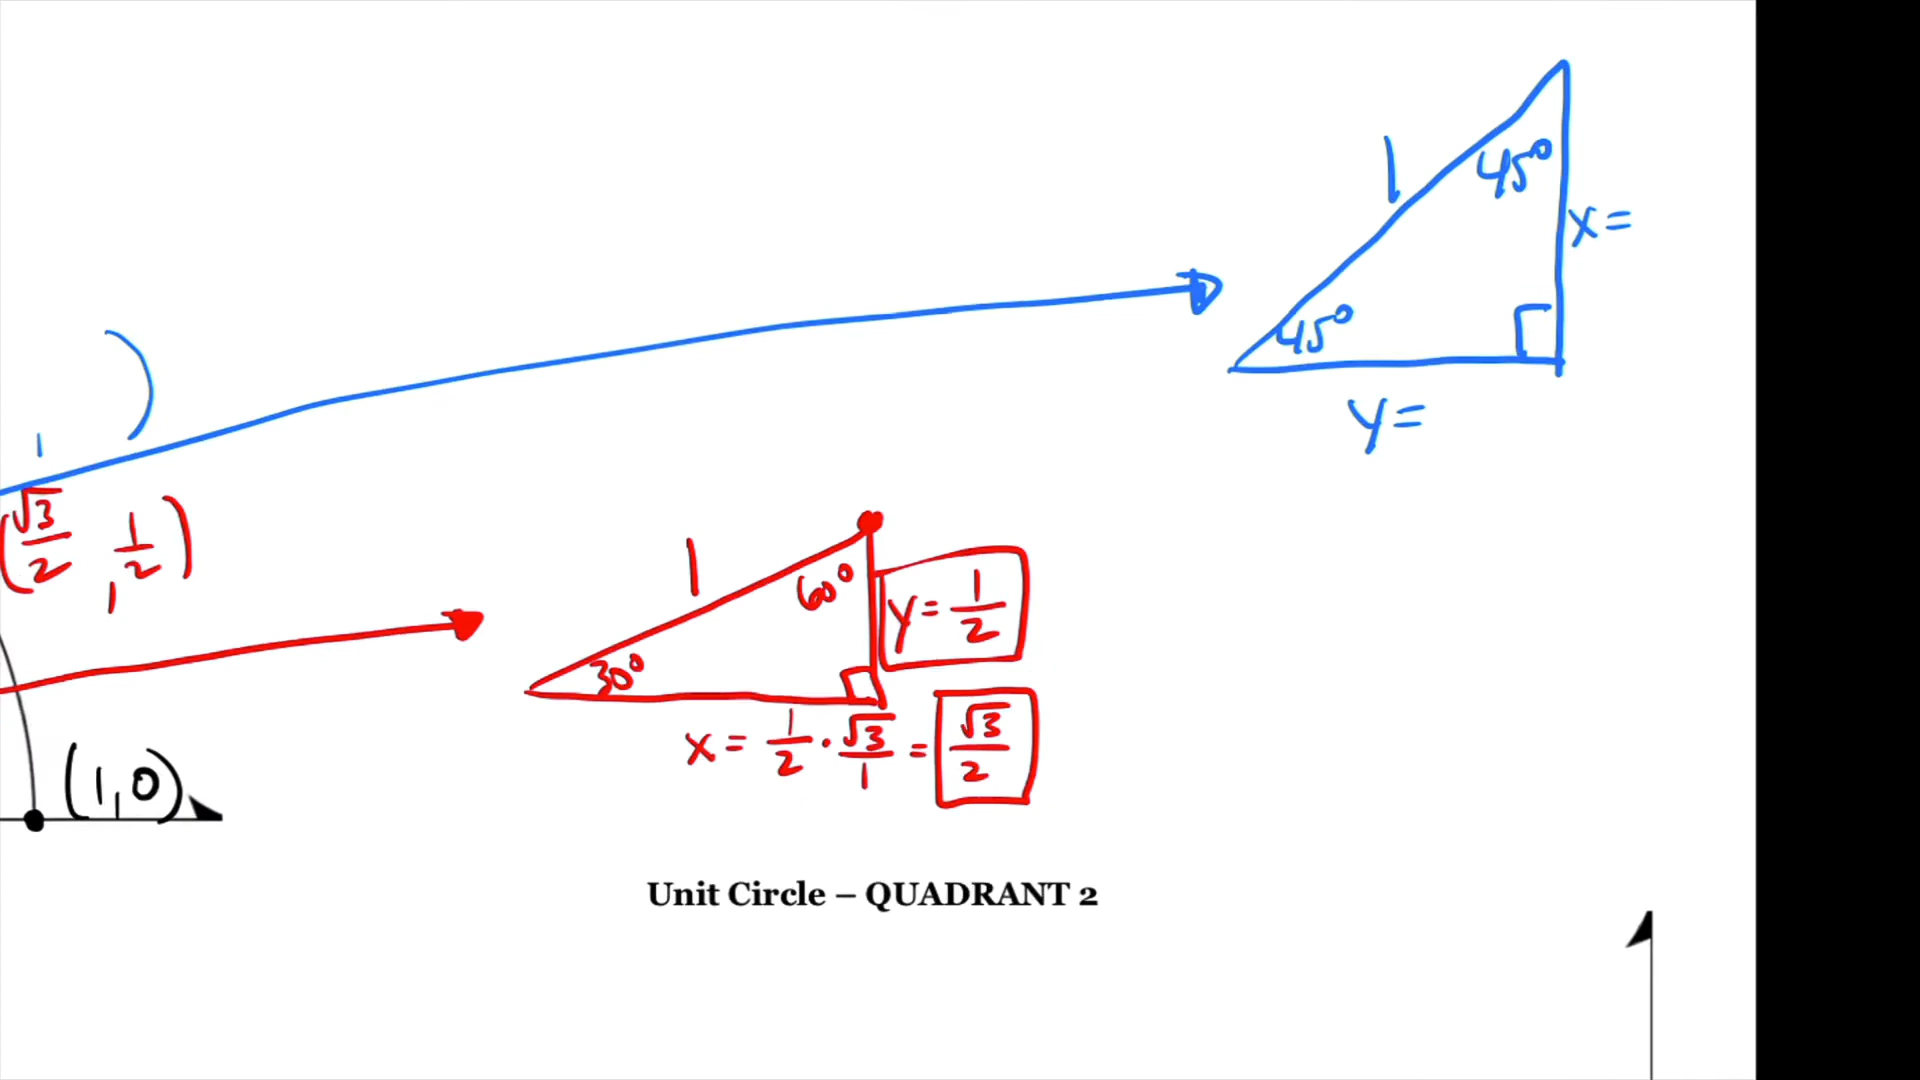 1
45°
x=
45°
y=
(     ,     )
(√3/2, 1/2)
1
60°
y = 1/2
30°
x = 1/2 · √3/1 = √3/2
(1,0)
Unit Circle – QUADRANT 2